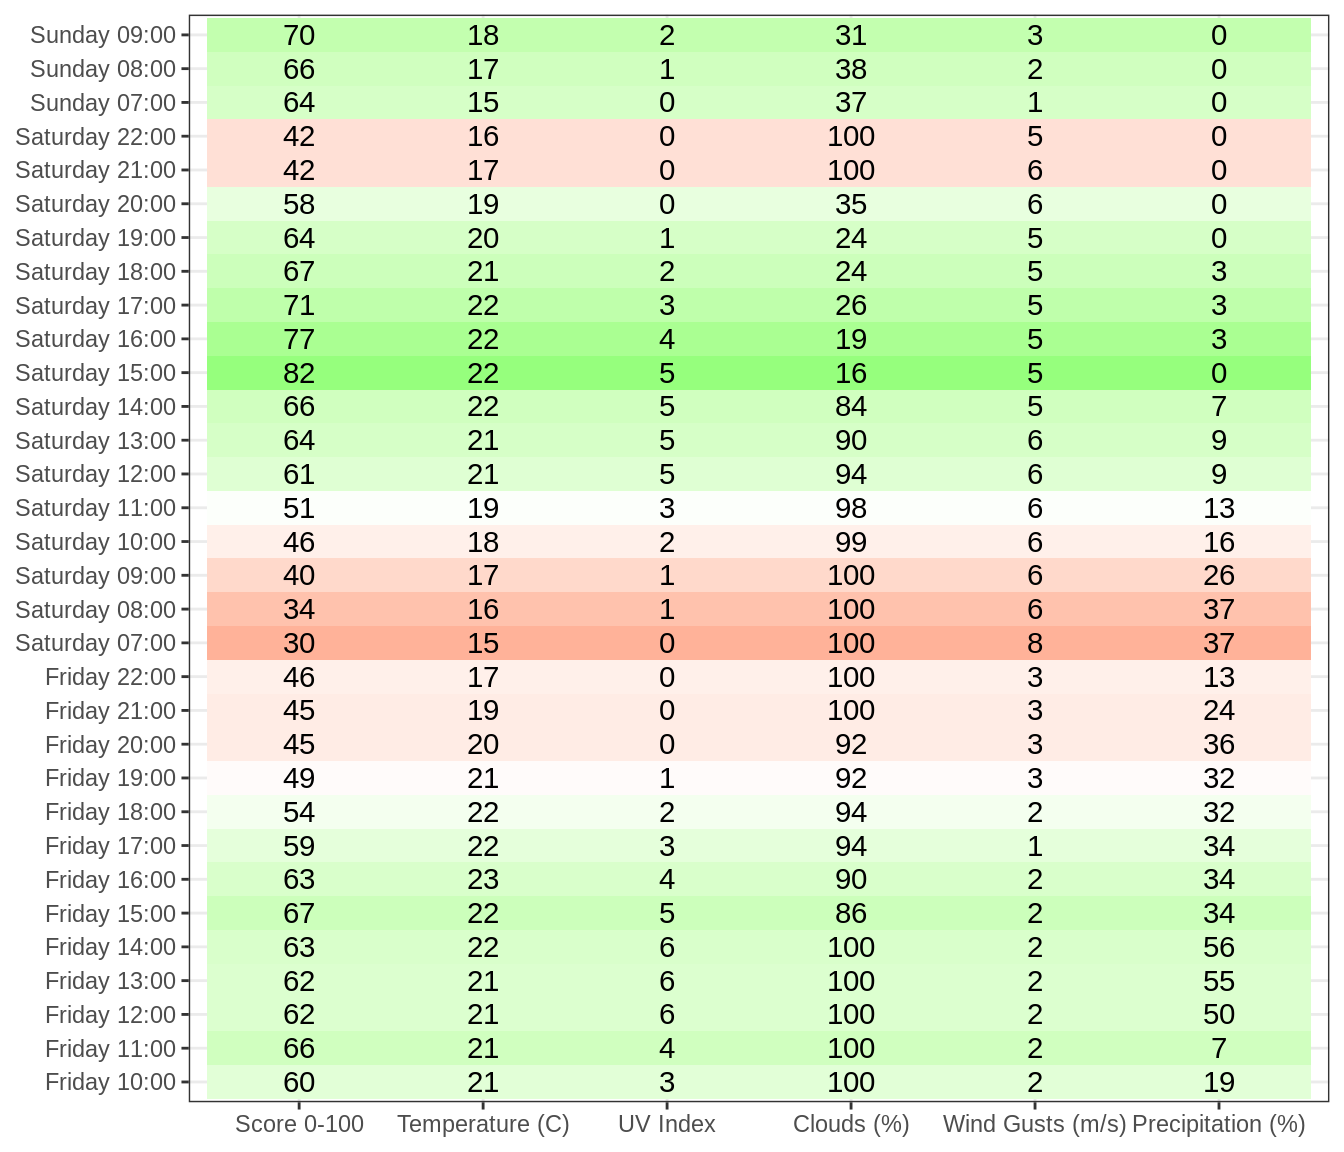 Sunday 09:00 70 18 2 31 3 0
Sunday 08:00 66 17 1 38 2 0
Sunday 07:00 64 15 0 37 1 0
Saturday 22:00 42 16 0 100 5 0
Saturday 21:00 42 17 0 100 6 0
Saturday 20:00 58 19 0 35 6 0
Saturday 19:00 64 20 1 24 5 0
Saturday 18:00 67 21 2 24 5 3
Saturday 17:00 71 22 3 26 5 3
Saturday 16:00 77 22 4 19 5 3
Saturday 15:00 82 22 5 16 5 0
Saturday 14:00 66 22 5 84 5 7
Saturday 13:00 64 21 5 90 6 9
Saturday 12:00 61 21 5 94 6 9
Saturday 11:00 51 19 3 98 6 13
Saturday 10:00 46 18 2 99 6 16
Saturday 09:00 40 17 1 100 6 26
Saturday 08:00 34 16 1 100 6 37
Saturday 07:00 30 15 0 100 8 37
Friday 22:00 46 17 0 100 3 13
Friday 21:00 45 19 0 100 3 24
Friday 20:00 45 20 0 92 3 36
Friday 19:00 49 21 1 92 3 32
Friday 18:00 54 22 2 94 2 32
Friday 17:00 59 22 3 94 1 34
Friday 16:00 63 23 4 90 2 34
Friday 15:00 67 22 5 86 2 34
Friday 14:00 63 22 6 100 2 56
Friday 13:00 62 21 6 100 2 55
Friday 12:00 62 21 6 100 2 50
Friday 11:00 66 21 4 100 2 7
Friday 10:00 60 21 3 100 2 19
Score 0-100 Temperature (C) UV Index Clouds (%) Wind Gusts (m/s) Precipitation (%)